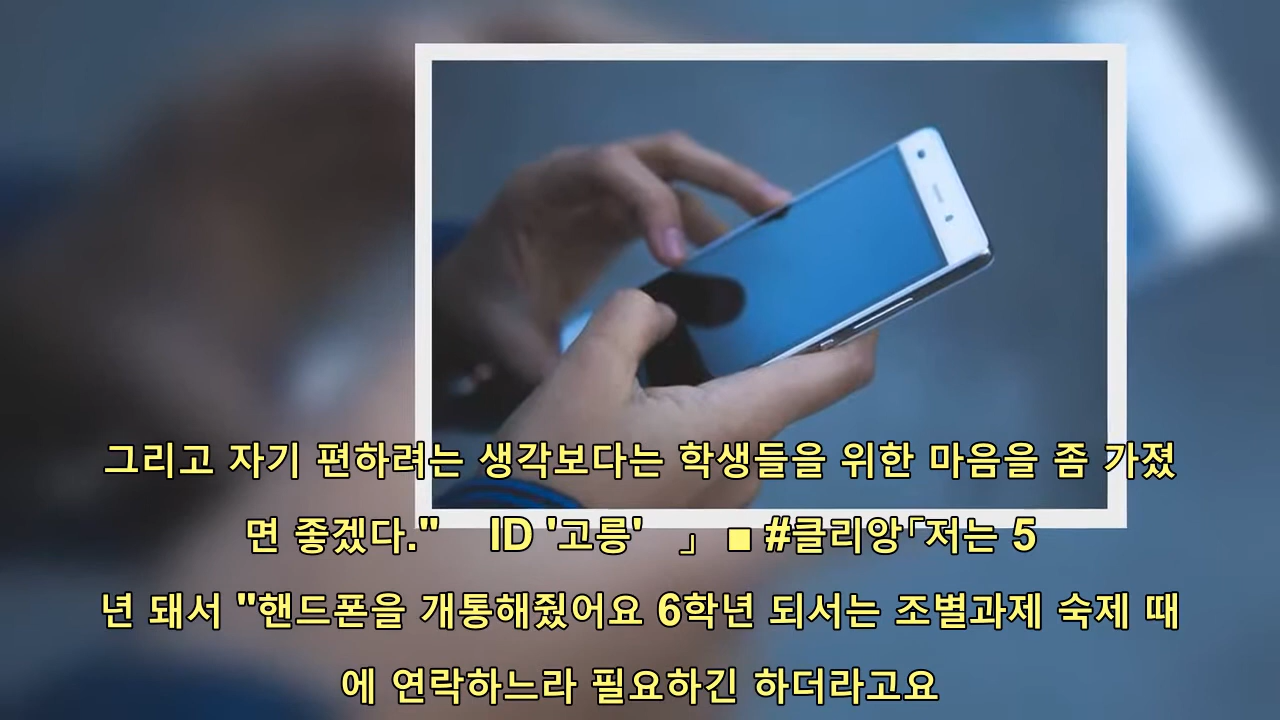 그리고 자기 편하려는 생각보다는 학생들을 위한 마음을 좀 가졌
면 좋겠다." ID '고릉' 」 ■ #클리앙「저는 5
년 돼서 "핸드폰을 개통해줬어요 6학년 되서는 조별과제 숙제 때
에 연락하느라 필요하긴 하더라고요